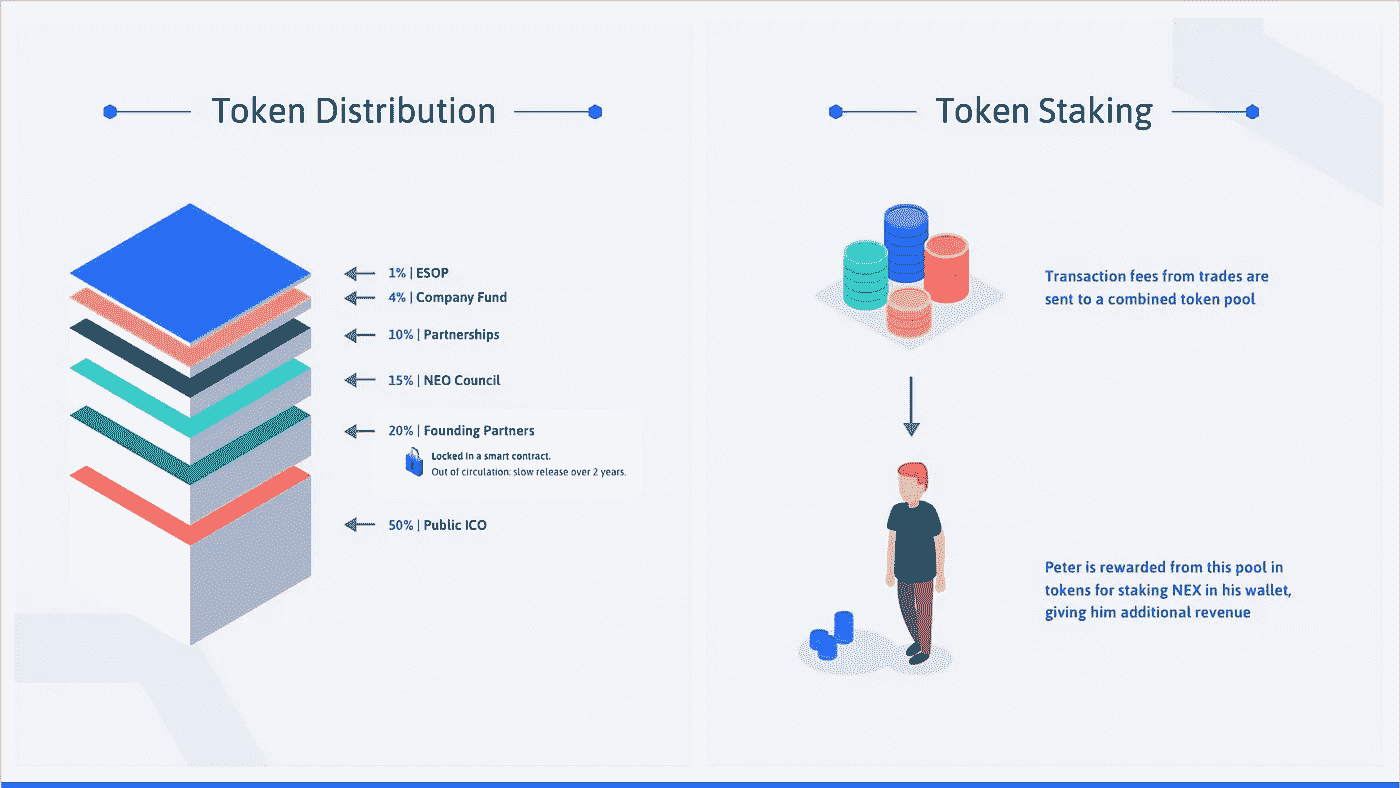 Token Distribution
1% | ESOP
4% | Company Fund
10% | Partnerships
15% | NEO Council
20% | Founding Partners
Locked in a smart contract.
Out of circulation: slow release over 2 years.
50% | Public ICO
Token Staking
Transaction fees from trades are
sent to a combined token pool
Peter is rewarded from this pool in
tokens for staking NEX in his wallet,
giving him additional revenue